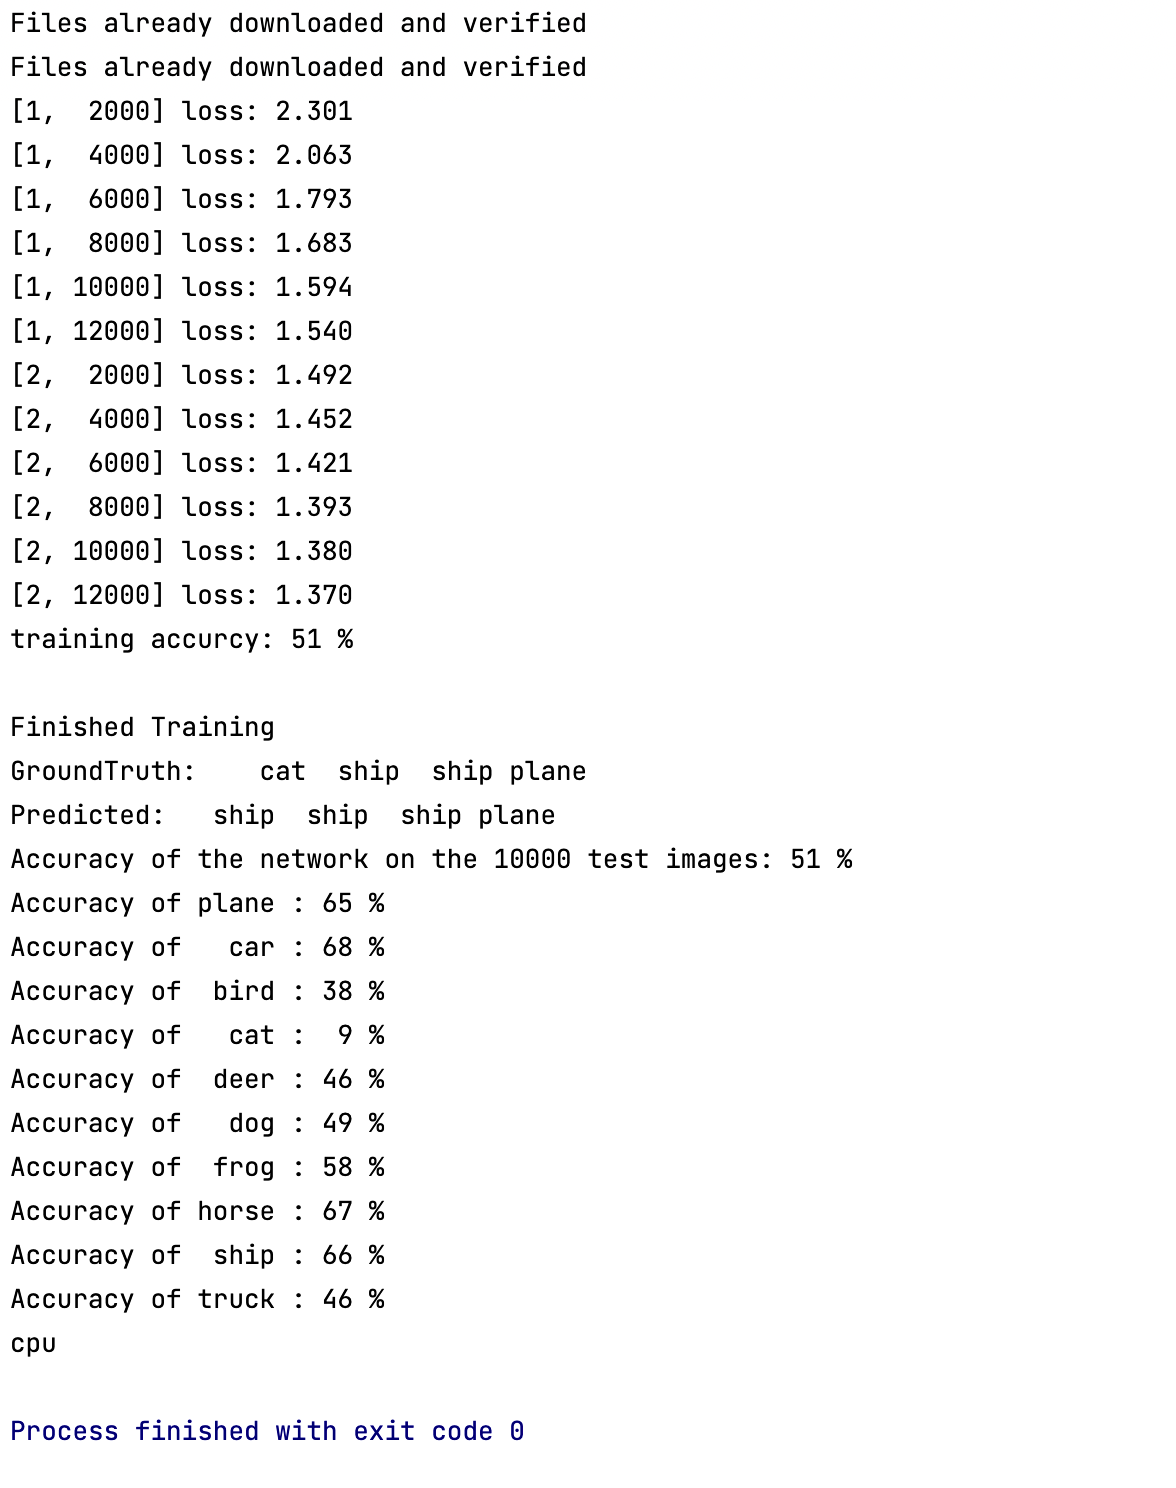 Files already downloaded and verified
Files already downloaded and verified
[1,  2000] loss: 2.301
[1,  4000] loss: 2.063
[1,  6000] loss: 1.793
[1,  8000] loss: 1.683
[1, 10000] loss: 1.594
[1, 12000] loss: 1.540
[2,  2000] loss: 1.492
[2,  4000] loss: 1.452
[2,  6000] loss: 1.421
[2,  8000] loss: 1.393
[2, 10000] loss: 1.380
[2, 12000] loss: 1.370
training accurcy: 51 %

Finished Training
GroundTruth:    cat  ship  ship plane
Predicted:   ship  ship  ship plane
Accuracy of the network on the 10000 test images: 51 %
Accuracy of plane : 65 %
Accuracy of   car : 68 %
Accuracy of  bird : 38 %
Accuracy of   cat :  9 %
Accuracy of  deer : 46 %
Accuracy of   dog : 49 %
Accuracy of  frog : 58 %
Accuracy of horse : 67 %
Accuracy of  ship : 66 %
Accuracy of truck : 46 %
cpu

Process finished with exit code 0